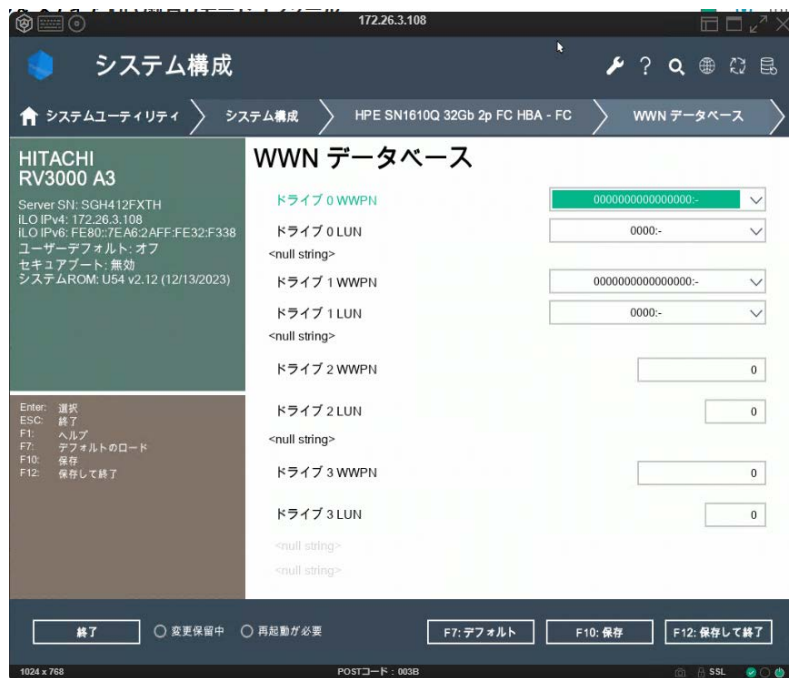 172.26.3.108
システム構成
システムユーティリティ
システム構成
HPE SN1610Q 32Gb 2p FC HBA - FC
WWN データベース
HITACHI
RV3000 A3
Server SN: SGH412FXTH
iLO IPv4: 172.26.3.108
iLO IPv6: FE80::7EA6:2AFF:FE32:F338
ユーザーデフォルト: オフ
セキュアブート: 無効
システムROM: U54 v2.12 (12/13/2023)
Enter: 選択
ESC: 終了
F1: ヘルプ
F7: デフォルトのロード
F10: 保存
F12: 保存して終了
WWN データベース
ドライブ 0 WWPN 0000000000000000:-
ドライブ 0 LUN 0000:-
<null string>
ドライブ 1 WWPN 0000000000000000:-
ドライブ 1 LUN 0000:-
<null string>
ドライブ 2 WWPN 0
ドライブ 2 LUN 0
<null string>
ドライブ 3 WWPN 0
ドライブ 3 LUN 0
<null string>
<null string>
終了 変更保留中 再起動が必要 F7: デフォルト F10: 保存 F12: 保存して終了
1024 x 768 POSTコード : 003B SSL